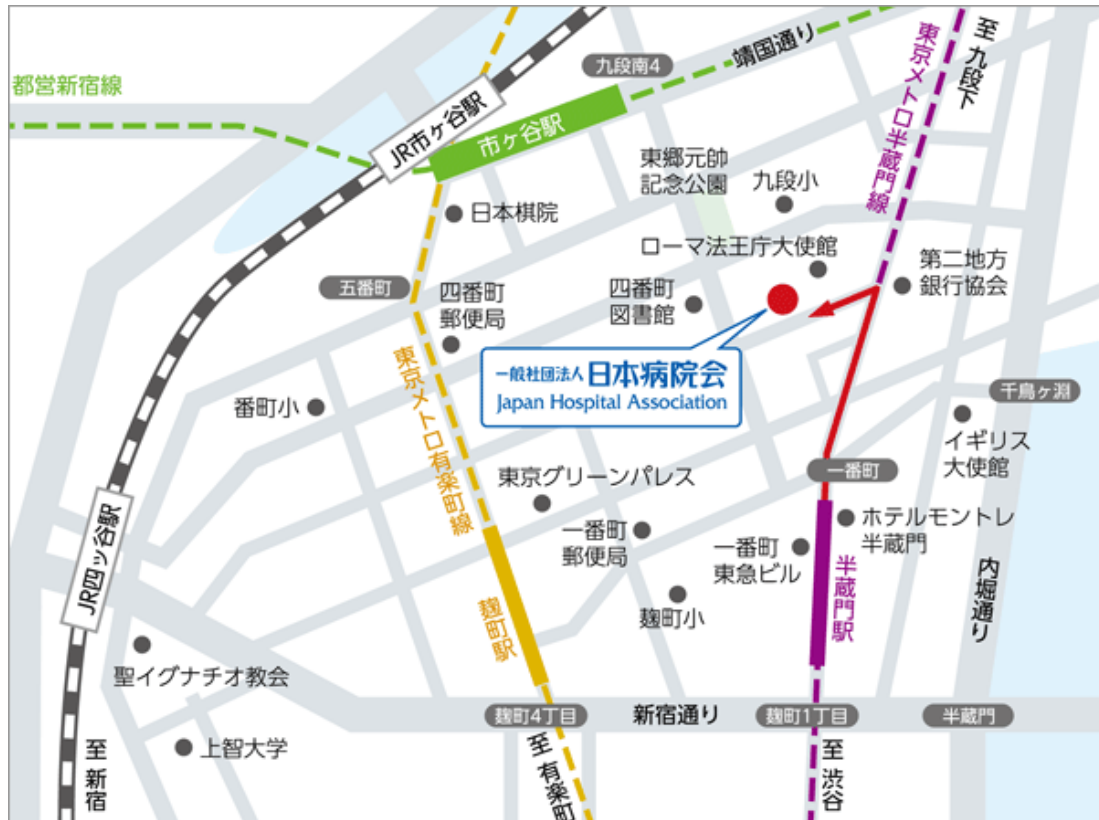 都営新宿線
JR市ヶ谷駅
市ヶ谷駅
九段南4
靖国通り
東京メトロ半蔵門線
至 九段下
東郷元帥
記念公園
九段小
日本棋院
ローマ法王庁大使館
第二地方
銀行協会
五番町
四番町
郵便局
四番町
図書館
一般社団法人 日本病院会
Japan Hospital Association
千鳥ヶ淵
番町小
東京メトロ有楽町線
イギリス
大使館
一番町
東京グリーンパレス
ホテルモントレ
半蔵門
一番町
郵便局
一番町
東急ビル
JR四ッ谷駅
麹町駅
麹町小
半蔵門駅
内堀通り
聖イグナチオ教会
麹町4丁目
新宿通り
麹町1丁目
半蔵門
上智大学
至 新宿
至 有楽町
至 渋谷